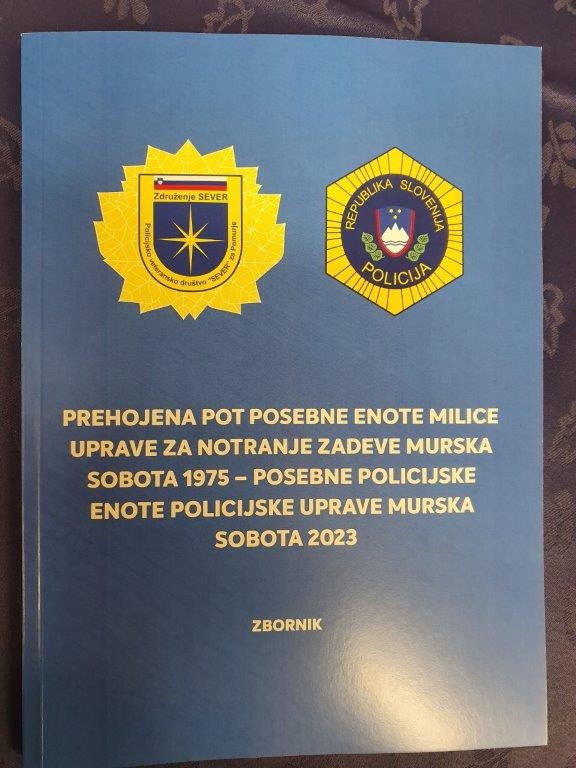 Združenje SEVER
Policijsko veteransko društvo "SEVER" za Pomurje
REPUBLIKA SLOVENIJA
POLICIJA
PREHOJENA POT POSEBNE ENOTE MILICE
UPRAVE ZA NOTRANJE ZADEVE MURSKA
SOBOTA 1975 – POSEBNE POLICIJSKE
ENOTE POLICIJSKE UPRAVE MURSKA
SOBOTA 2023
ZBORNIK